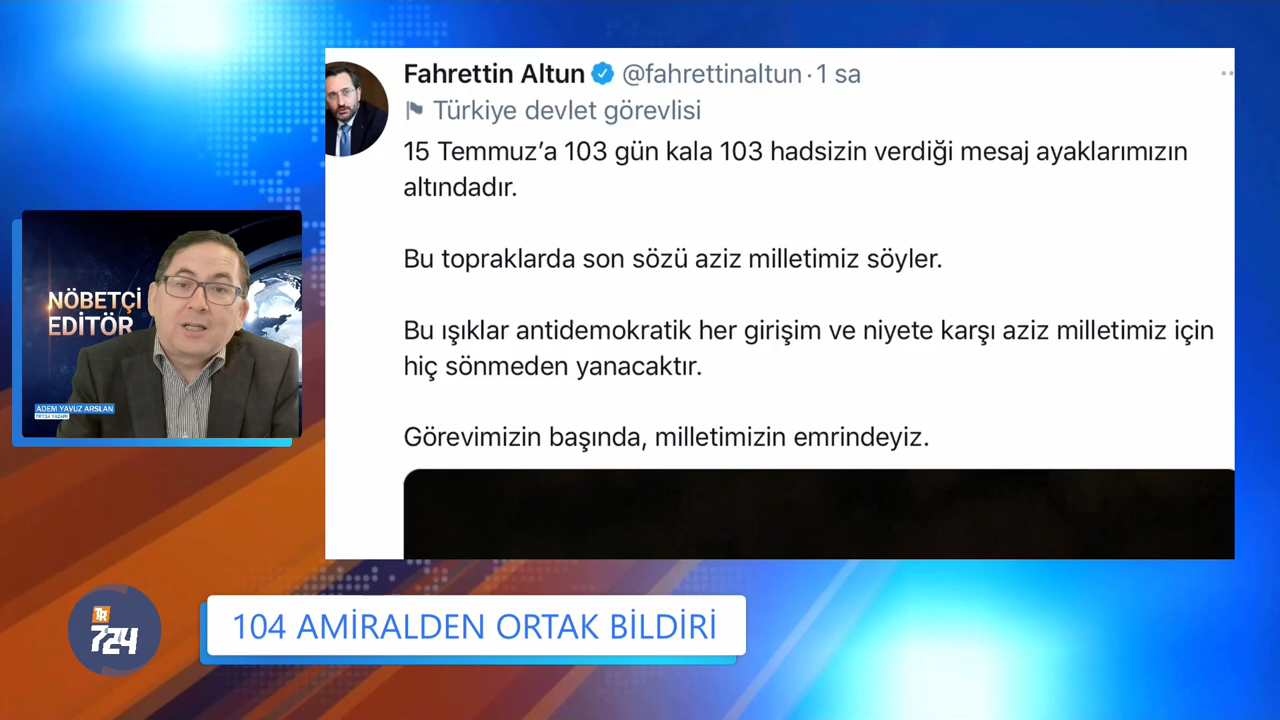 Fahrettin Altun @fahrettinaltun · 1 sa
Türkiye devlet görevlisi
15 Temmuz’a 103 gün kala 103 hadsizin verdiği mesaj ayaklarımızın
altındadır.
Bu topraklarda son sözü aziz milletimiz söyler.
Bu ışıklar antidemokratik her girişim ve niyete karşı aziz milletimiz için
hiç sönmeden yanacaktır.
Görevimizin başında, milletimizin emrindeyiz.
NÖBETÇİ
EDİTÖR
ADEM YAVUZ ARSLAN
TR724 YAZARI
TR
724
104 AMİRALDEN ORTAK BİLDİRİ